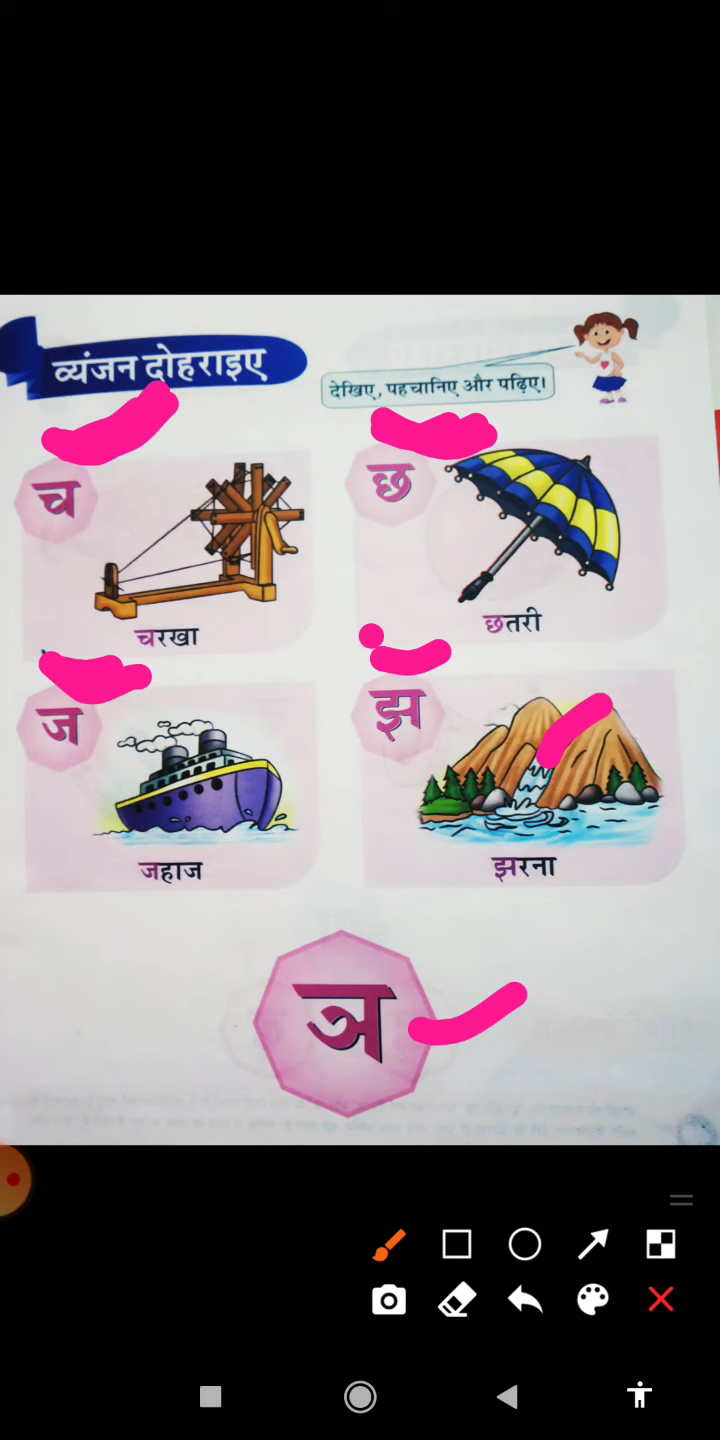 व्यंजन दोहराइए
देखिए, पहचानिए और पढ़िए।
च
चरखा
छ
छतरी
ज
जहाज
झ
झरना
ञ